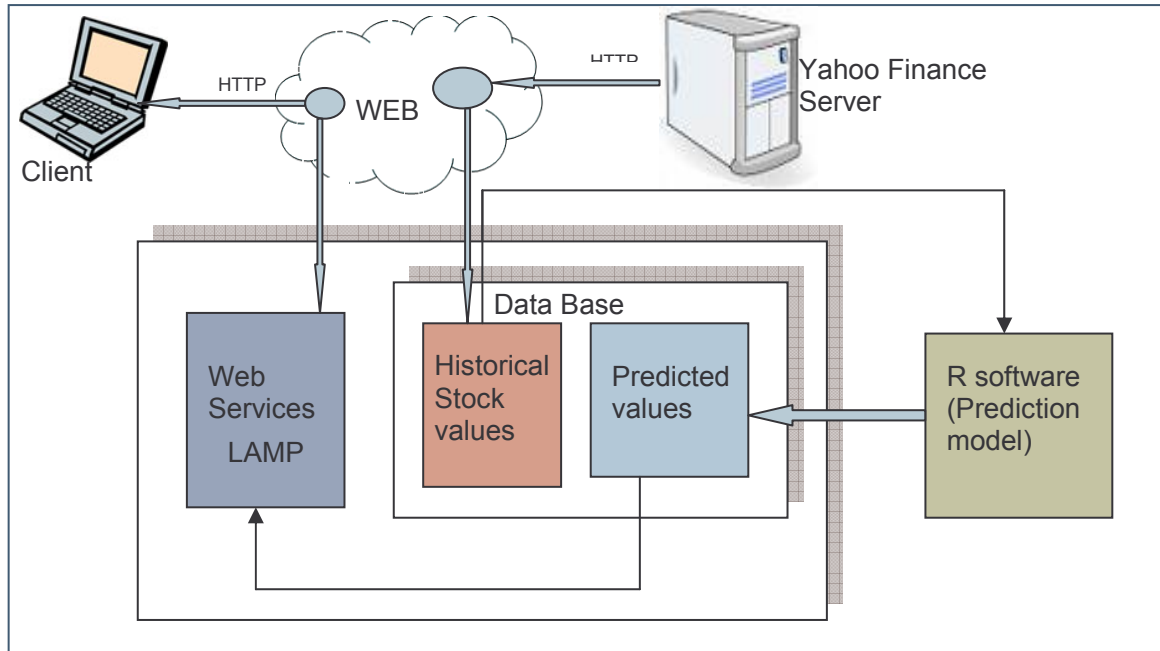 HTTP
WEB
HTTP
Yahoo Finance
Server
Client
Data Base
Web
Services
LAMP
Historical
Stock
values
Predicted
values
R software
(Prediction
model)